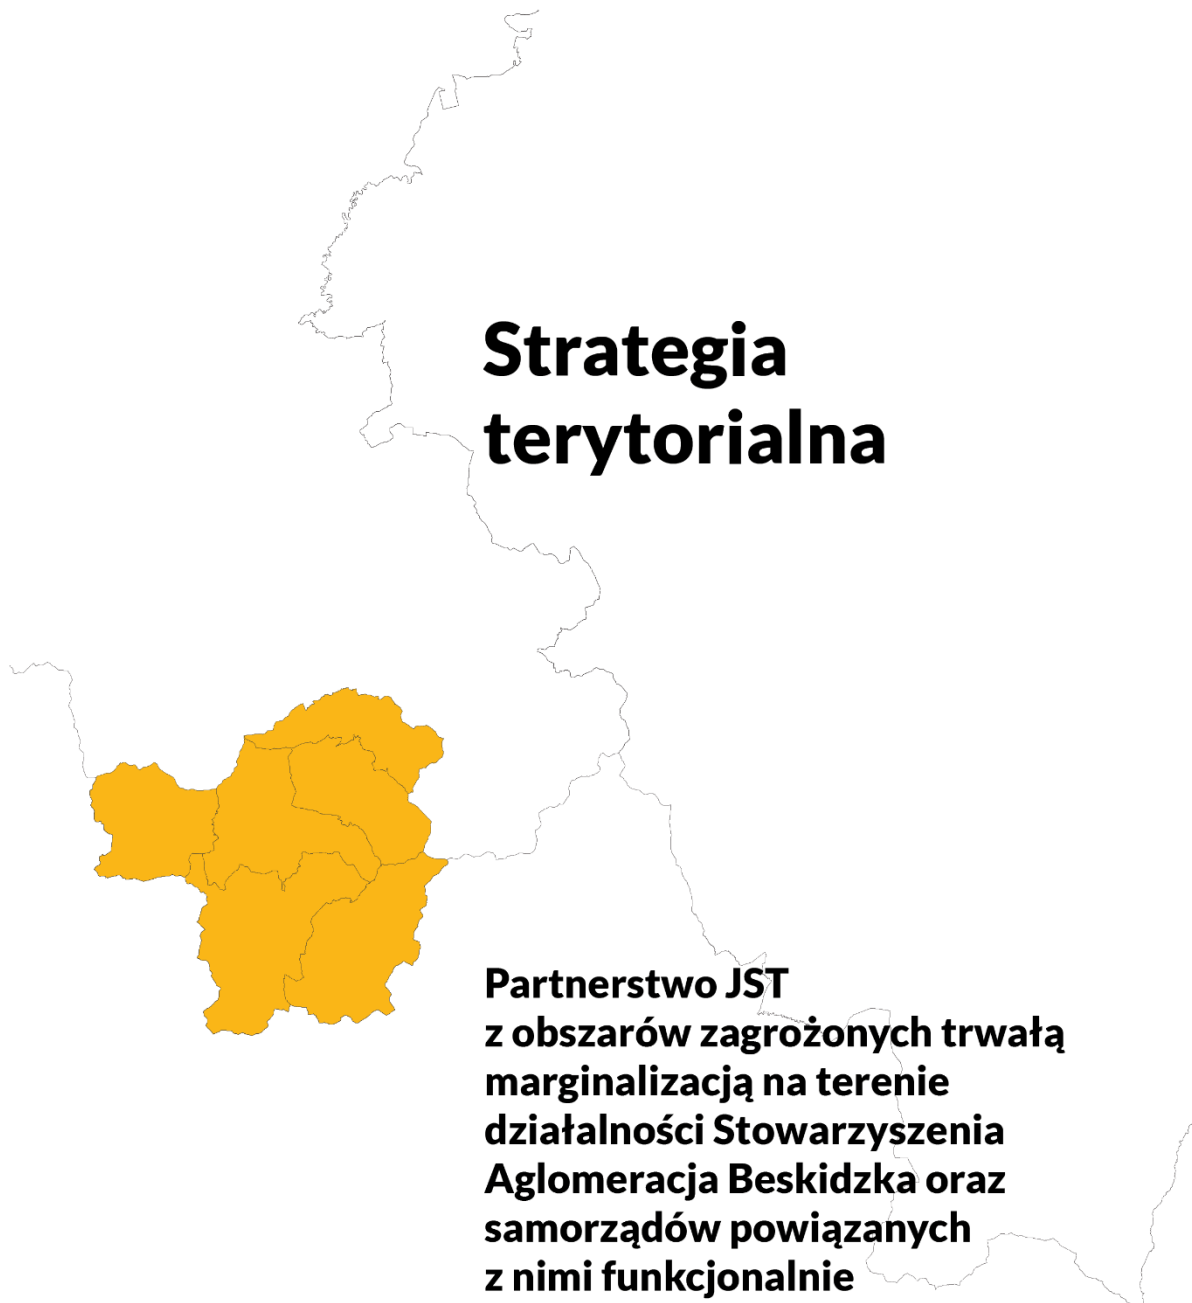 Strategia
terytorialna
Partnerstwo JST
z obszarów zagrożonych trwałą
marginalizacją na terenie
działalności Stowarzyszenia
Aglomeracja Beskidzka oraz
samorządów powiązanych
z nimi funkcjonalnie